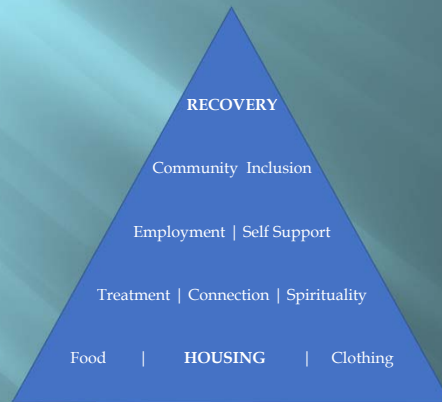 RECOVERY
Community Inclusion
Employment | Self Support
Treatment | Connection | Spirituality
Food | HOUSING | Clothing